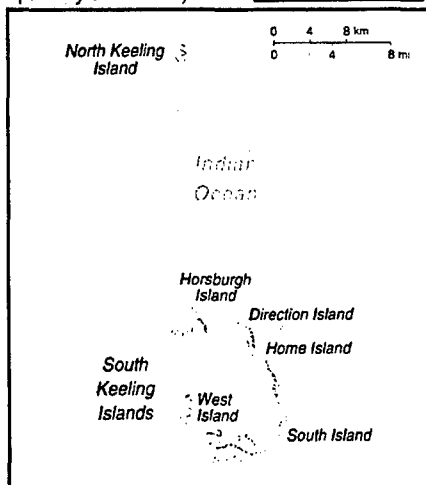 0 4 8 km
0 4 8 mi
North Keeling
Island
Indian
Ocean
Horsburgh
Island
Direction Island
Home Island
South
Keeling
Islands
West
Island
South Island